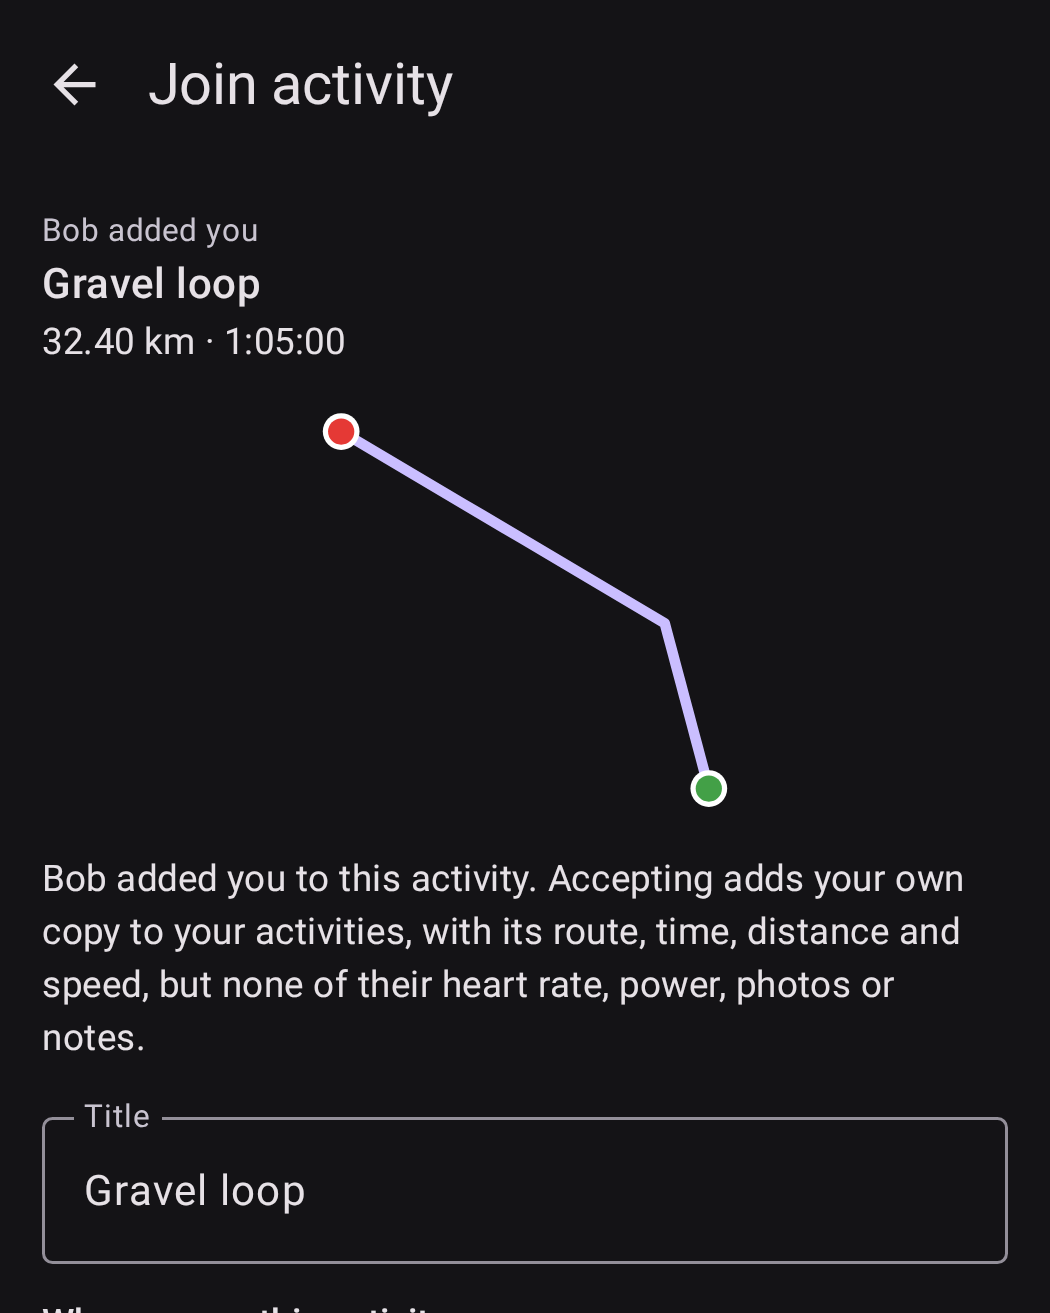 Join activity
Bob added you
Gravel loop
32.40 km · 1:05:00
Bob added you to this activity. Accepting adds your own
copy to your activities, with its route, time, distance and
speed, but none of their heart rate, power, photos or
notes.
Title
Gravel loop